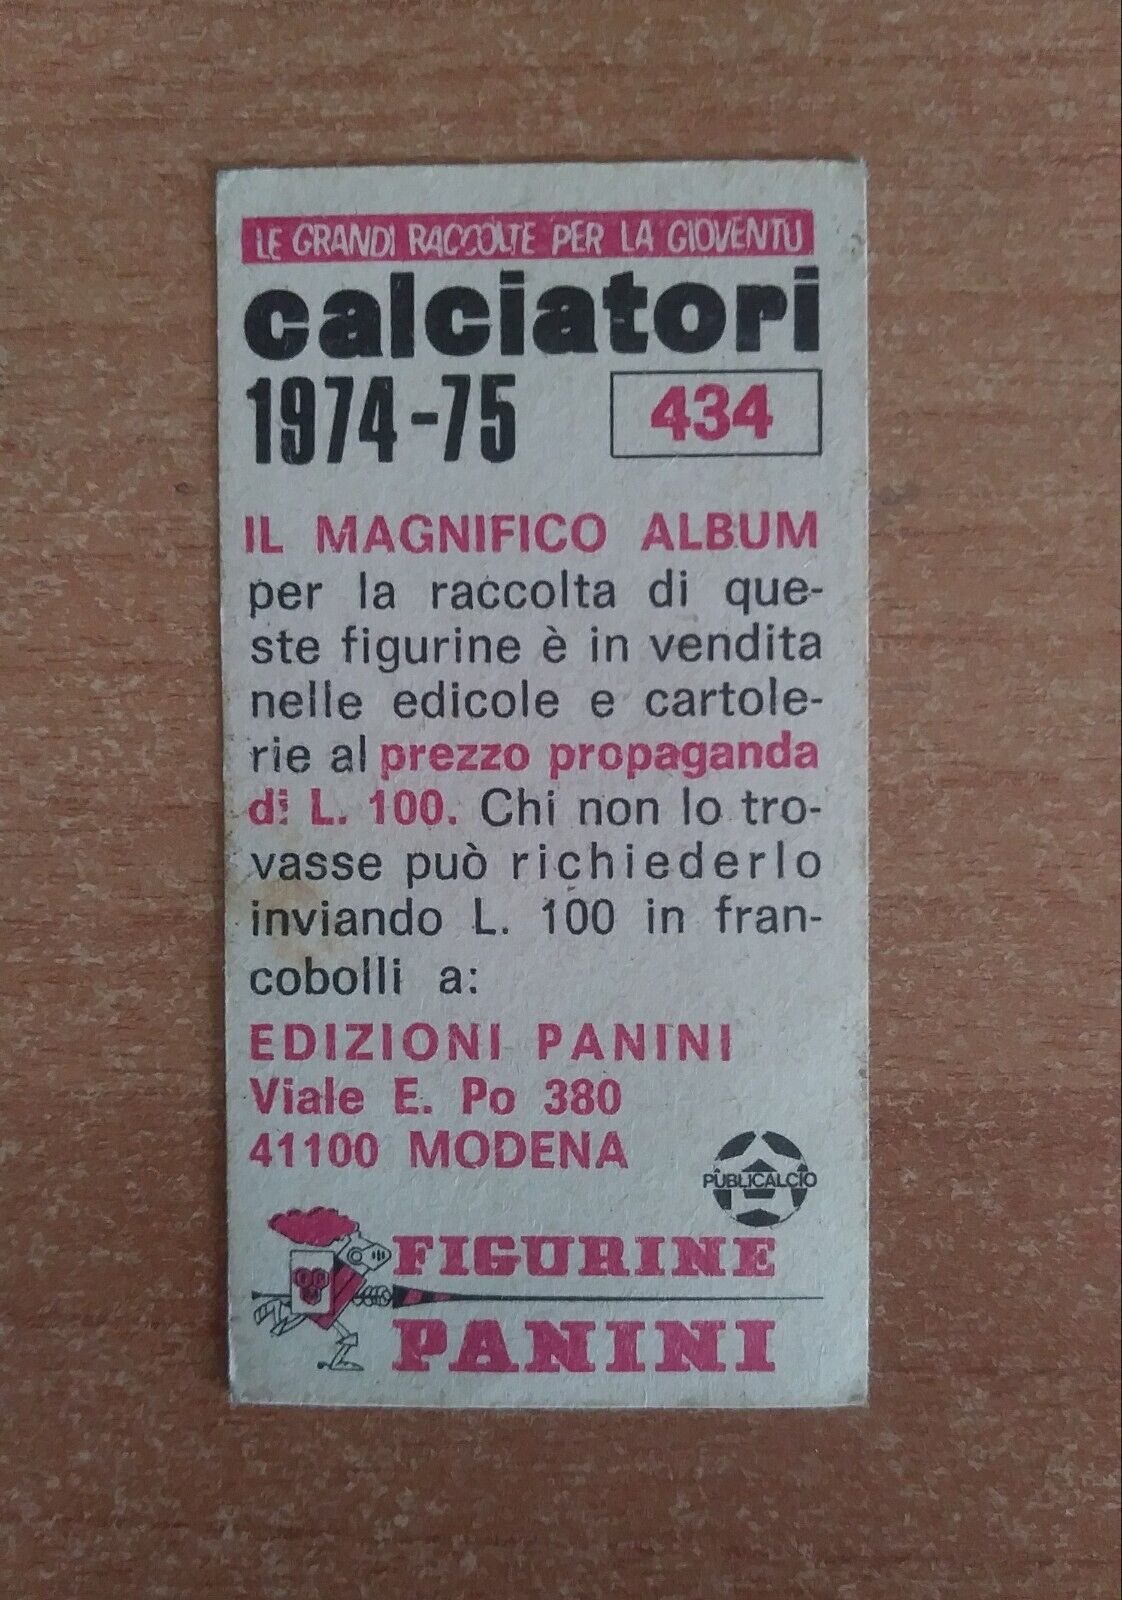 LE GRANDI RACCOLTE PER LA GIOVENTU
calciatori
1974-75 434
IL MAGNIFICO ALBUM
per la raccolta di que-
ste figurine è in vendita
nelle edicole e cartole-
rie al prezzo propaganda
di L. 100. Chi non lo tro-
vasse può richiederlo
inviando L. 100 in fran-
cobolli a:
EDIZIONI PANINI
Viale E. Po 380
41100 MODENA
PUBLICALCIO
FIGURINE
PANINI